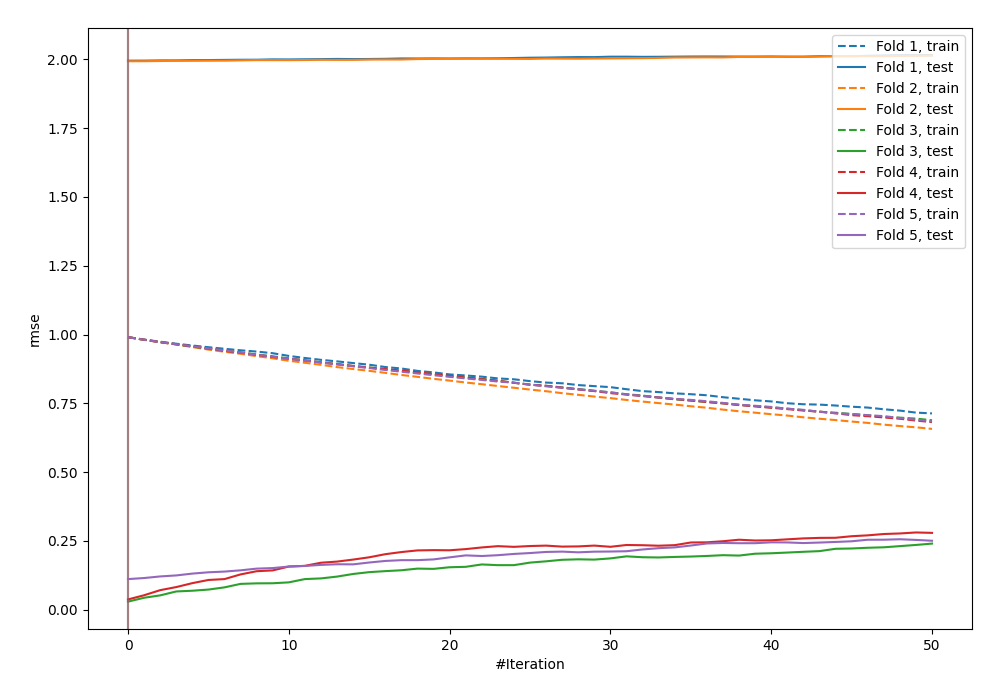 2.00
1.75
1.50
1.25
1.00
0.75
0.50
0.25
0.00
rmse
0 10 20 30 40 50
#Iteration
Fold 1, train
Fold 1, test
Fold 2, train
Fold 2, test
Fold 3, train
Fold 3, test
Fold 4, train
Fold 4, test
Fold 5, train
Fold 5, test